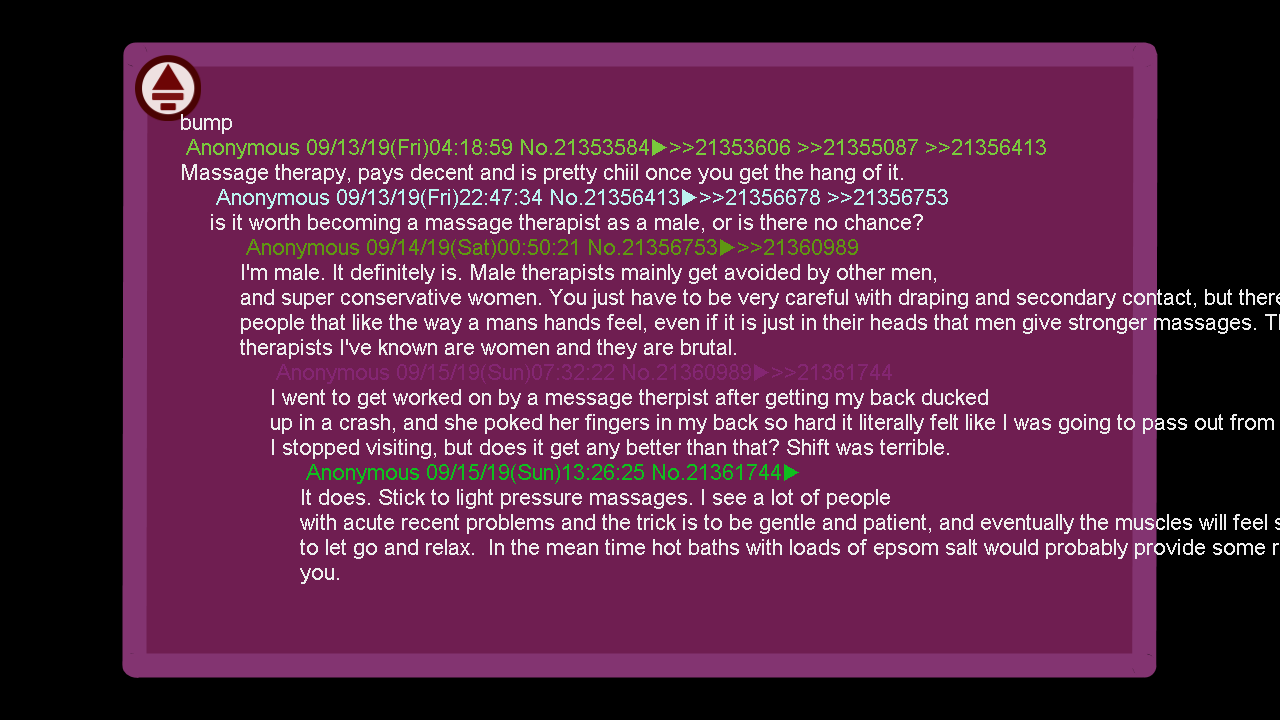 bump
Anonymous 09/13/19(Fri)04:18:59 No.21353584▶>>21353606 >>21355087 >>21356413
Massage therapy, pays decent and is pretty chiil once you get the hang of it.
Anonymous 09/13/19(Fri)22:47:34 No.21356413▶>>21356678 >>21356753
is it worth becoming a massage therapist as a male, or is there no chance?
Anonymous 09/14/19(Sat)00:50:21 No.21356753▶>>21360989
I'm male. It definitely is. Male therapists mainly get avoided by other men,
and super conservative women. You just have to be very careful with draping and secondary contact, but there
people that like the way a mans hands feel, even if it is just in their heads that men give stronger massages.
therapists I've known are women and they are brutal.
Anonymous 09/15/19(Sun)07:32:22 No.21360989▶>>21361744
I went to get worked on by a message therpist after getting my back ducked
up in a crash, and she poked her fingers in my back so hard it literally felt like I was going to pass out from
I stopped visiting, but does it get any better than that? Shift was terrible.
Anonymous 09/15/19(Sun)13:26:25 No.21361744▶
It does. Stick to light pressure massages. I see a lot of people
with acute recent problems and the trick is to be gentle and patient, and eventually the muscles will feel
to let go and relax.  In the mean time hot baths with loads of epsom salt would probably provide some
you.